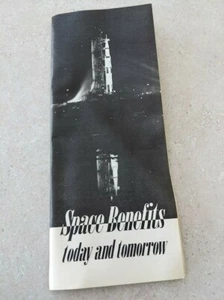 Space Benefits
today and tomorrow